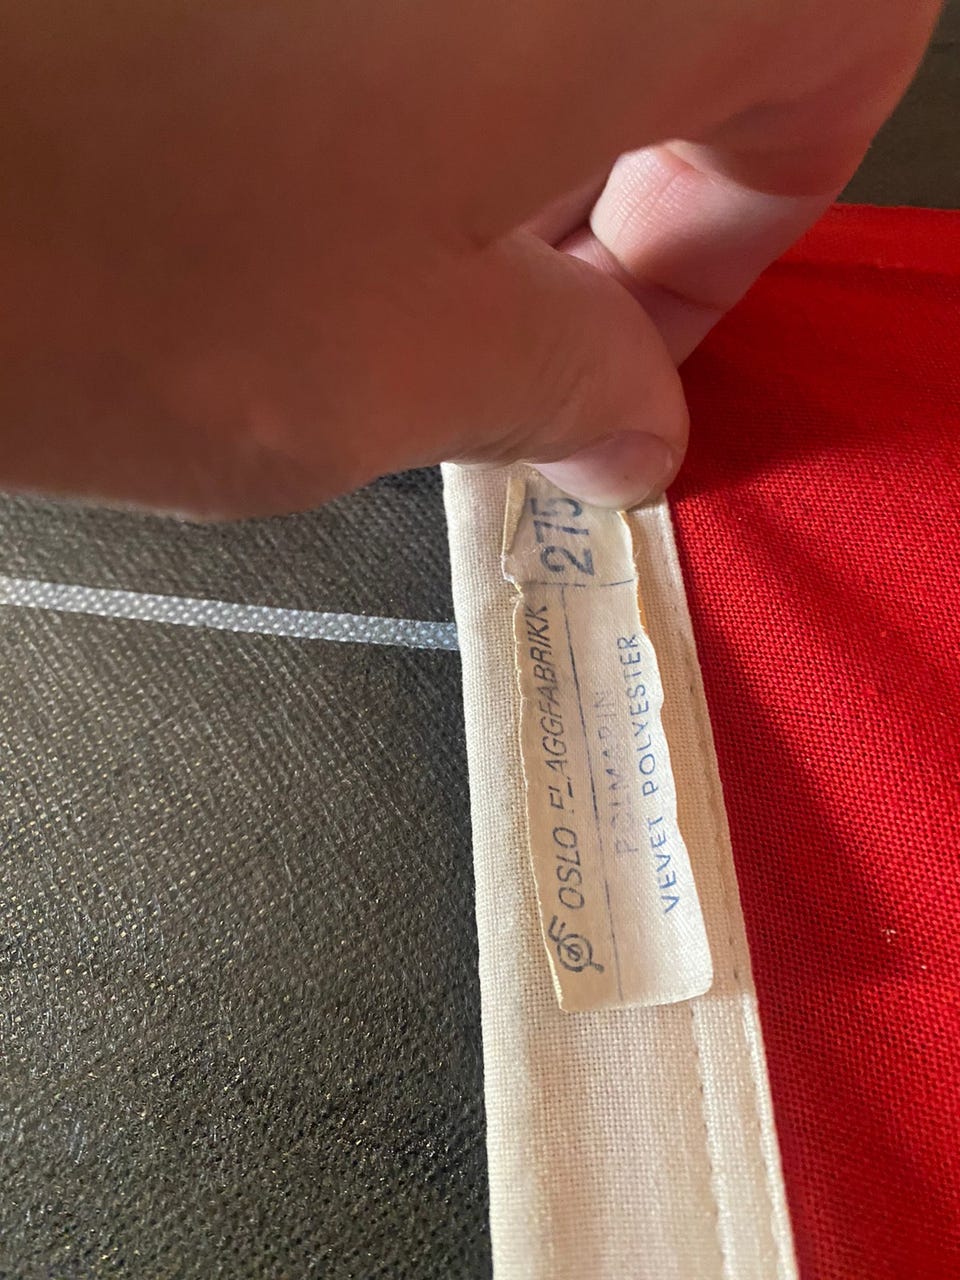 OSLO FLAGGFABRIKK
275
POLMARIN
VEVET POLYESTER